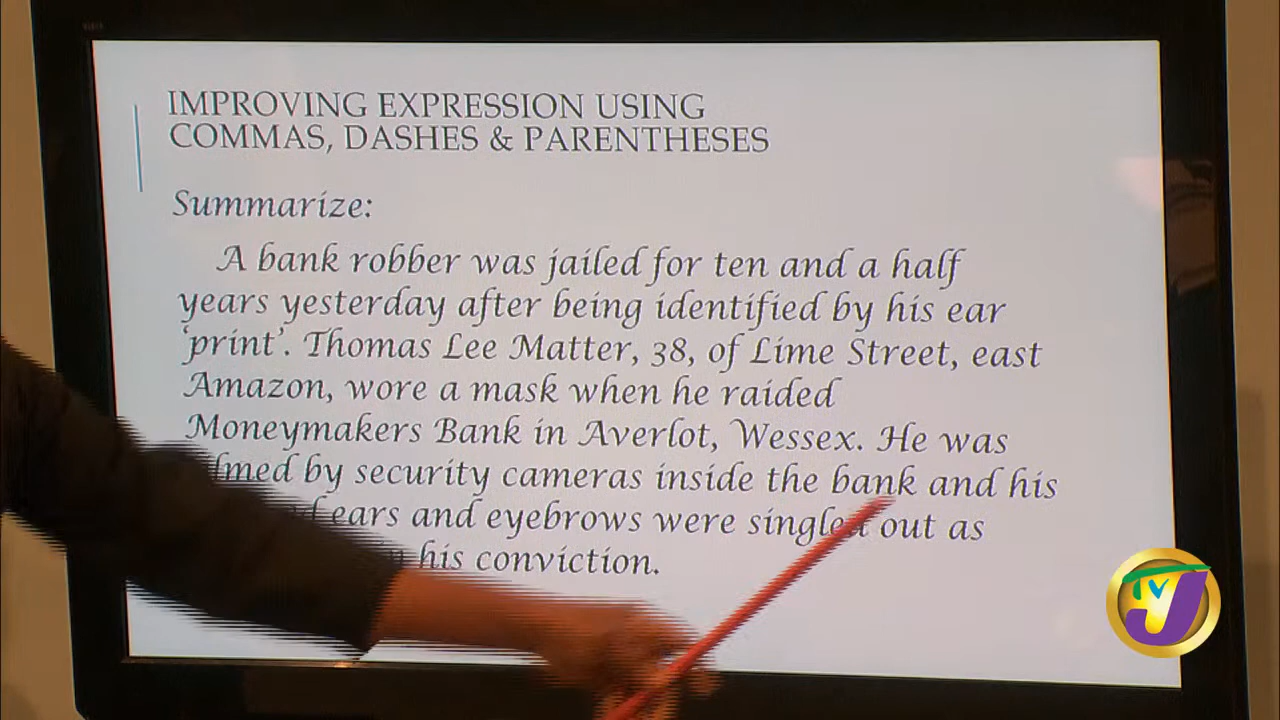 IMPROVING EXPRESSION USING
COMMAS, DASHES & PARENTHESES
Summarize:
A bank robber was jailed for ten and a half
years yesterday after being identified by his ear
‘print’. Thomas Lee Matter, 38, of Lime Street, east
Amazon, wore a mask when he raided
Moneymakers Bank in Averlot, Wessex. He was
by security cameras inside the bank and his
ears and eyebrows were singled out as
his conviction.
TVJ